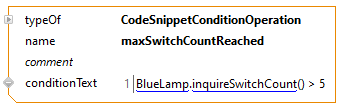 typeOf CodeSnippetConditionOperation
name maxSwitchCountReached
comment
conditionText 1 BlueLamp.inquireSwitchCount() > 5